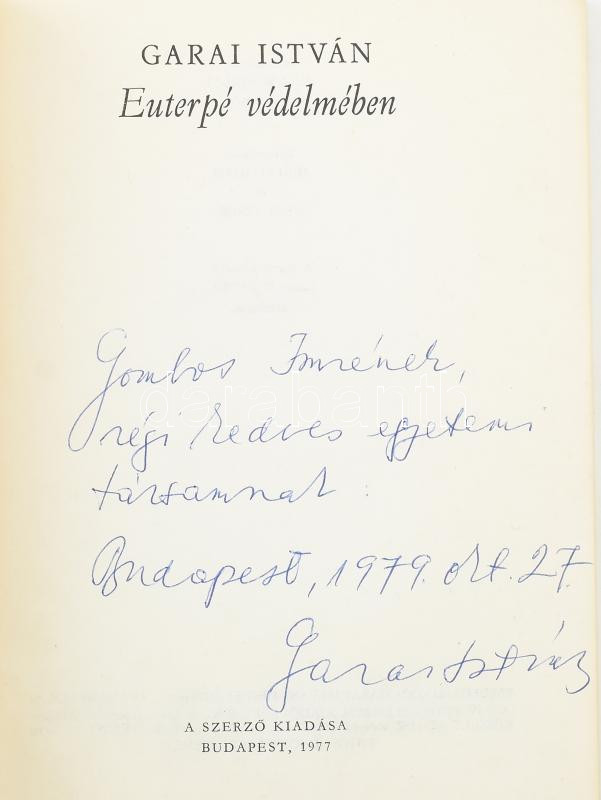 GARAI ISTVÁN
Euterpé védelmében
Gombos Imrének,
régi kedves egyetemi
társamnak :
Budapest, 1979. okt. 27.
Garai István
A SZERZŐ KIADÁSA
BUDAPEST, 1977